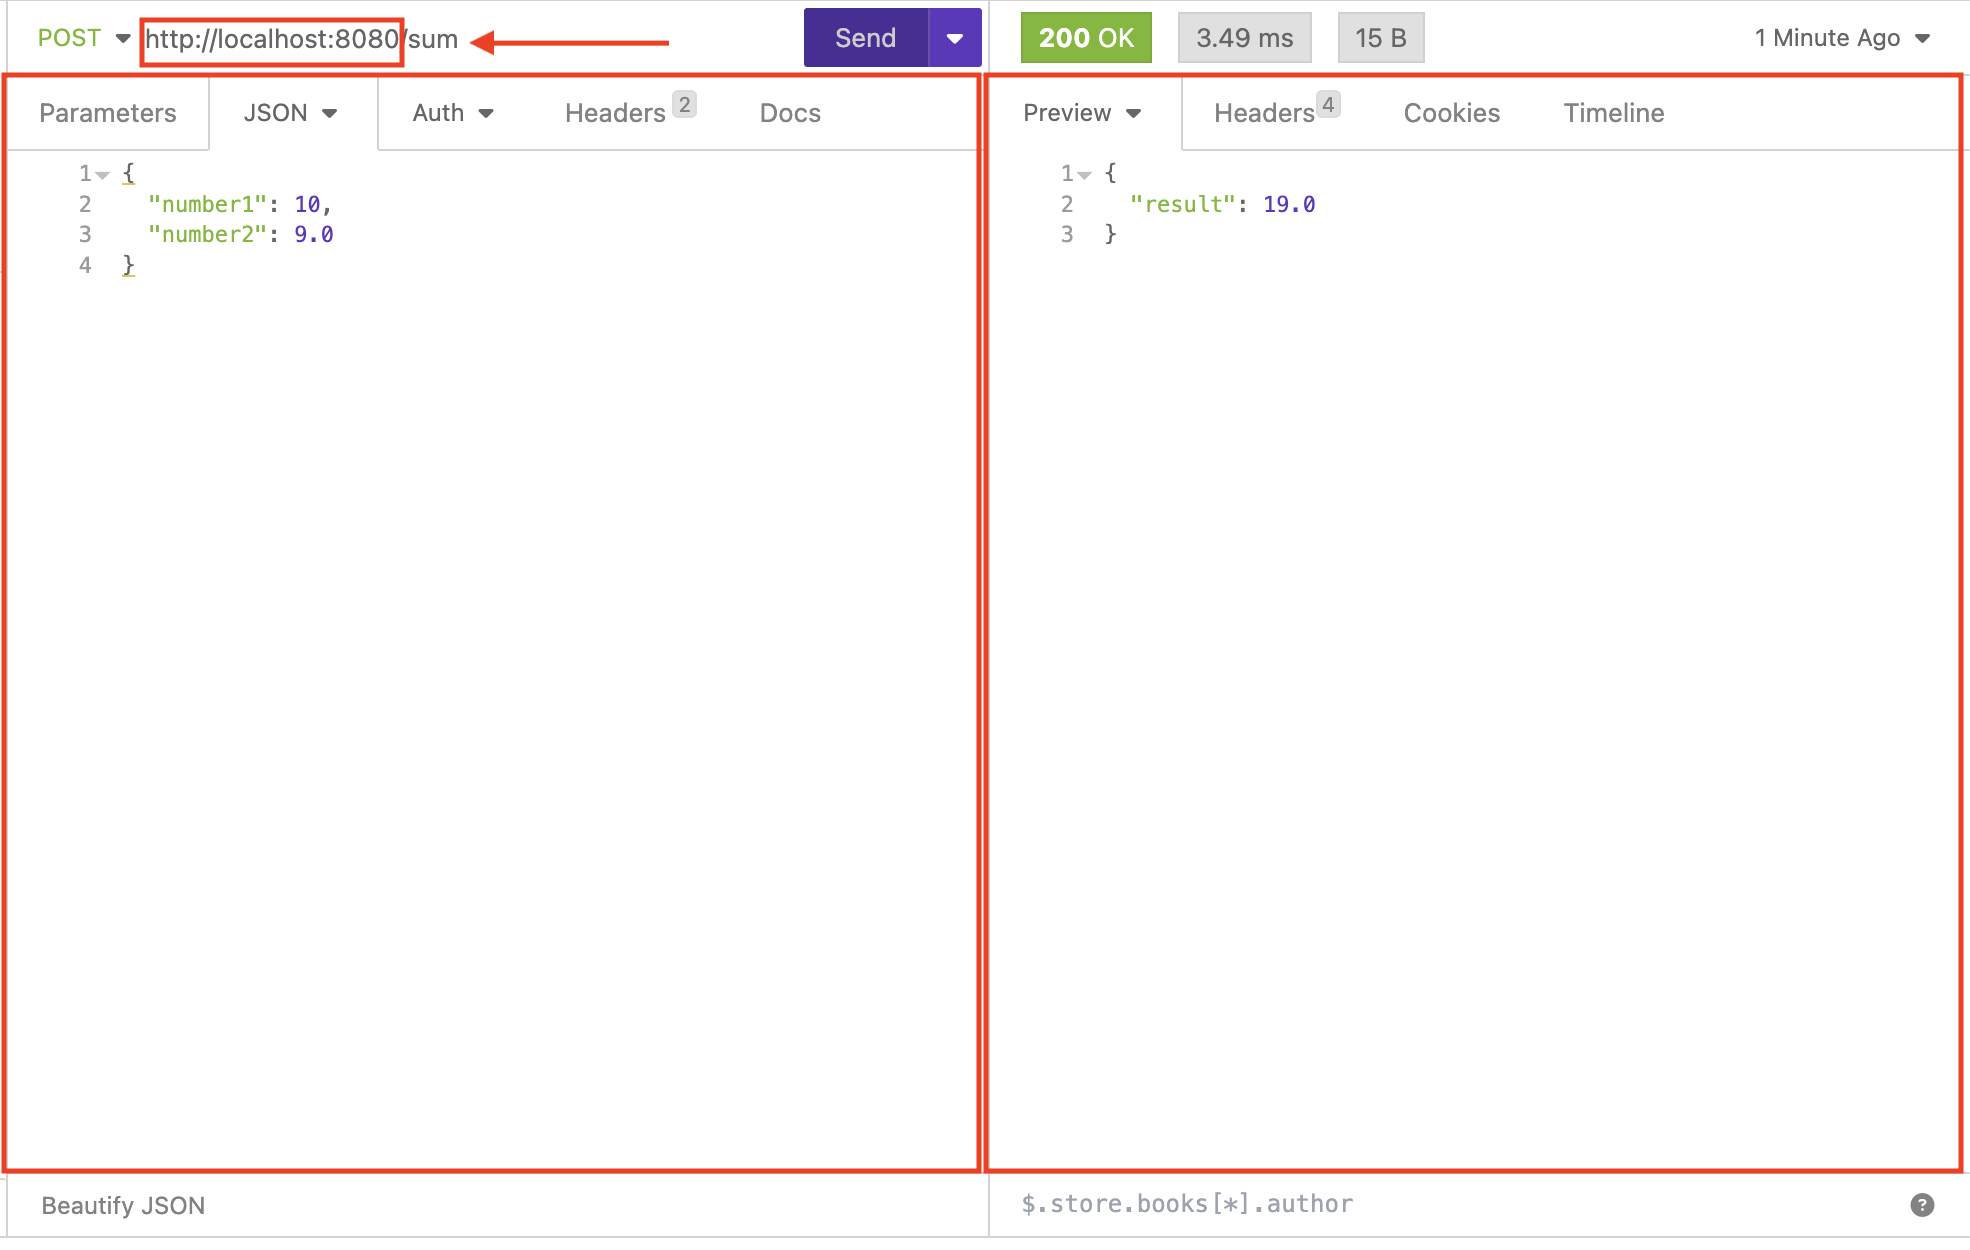 POST http://localhost:8080/sum Send
200 OK 3.49 ms 15 B 1 Minute Ago
Parameters JSON Auth Headers 2 Docs
1 {
2 "number1": 10,
3 "number2": 9.0
4 }
Beautify JSON
Preview Headers 4 Cookies Timeline
1 {
2 "result": 19.0
3 }
$.store.books[*].author ?